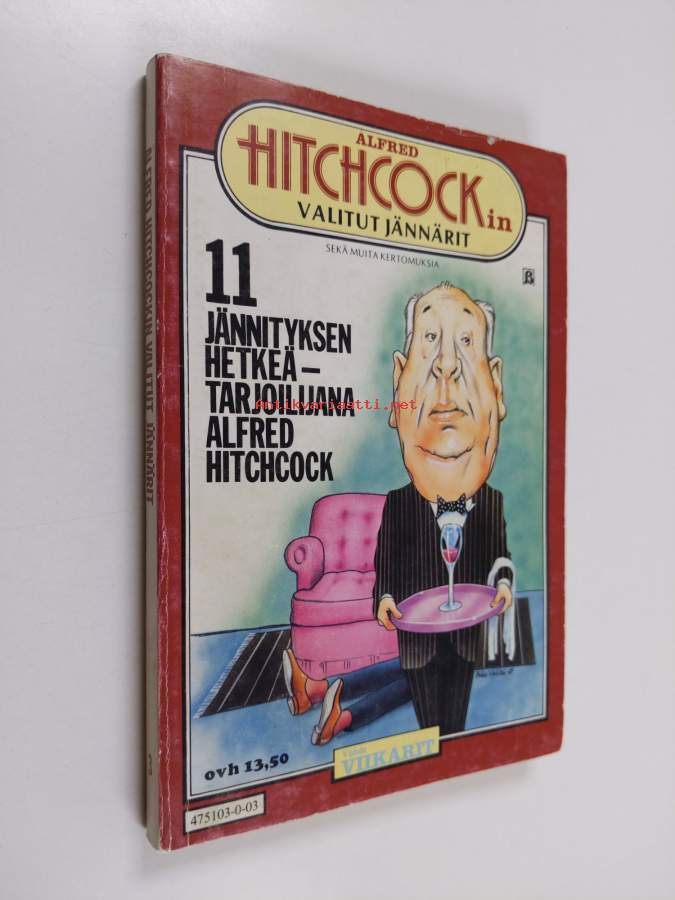 ALFRED
HITCHCOCKin
VALITUT JÄNNÄRIT
SEKÄ MUITA KERTOMUKSIA
11
JÄNNITYKSEN
HETKEÄ –
TARJOILIJANA
ALFRED
HITCHCOCK
Antikvariaatti.net
VIIKARIT
ovh 13,50
475103-0-03
ALFRED HITCHCOCKIN VALITUT JÄNNÄRIT
3